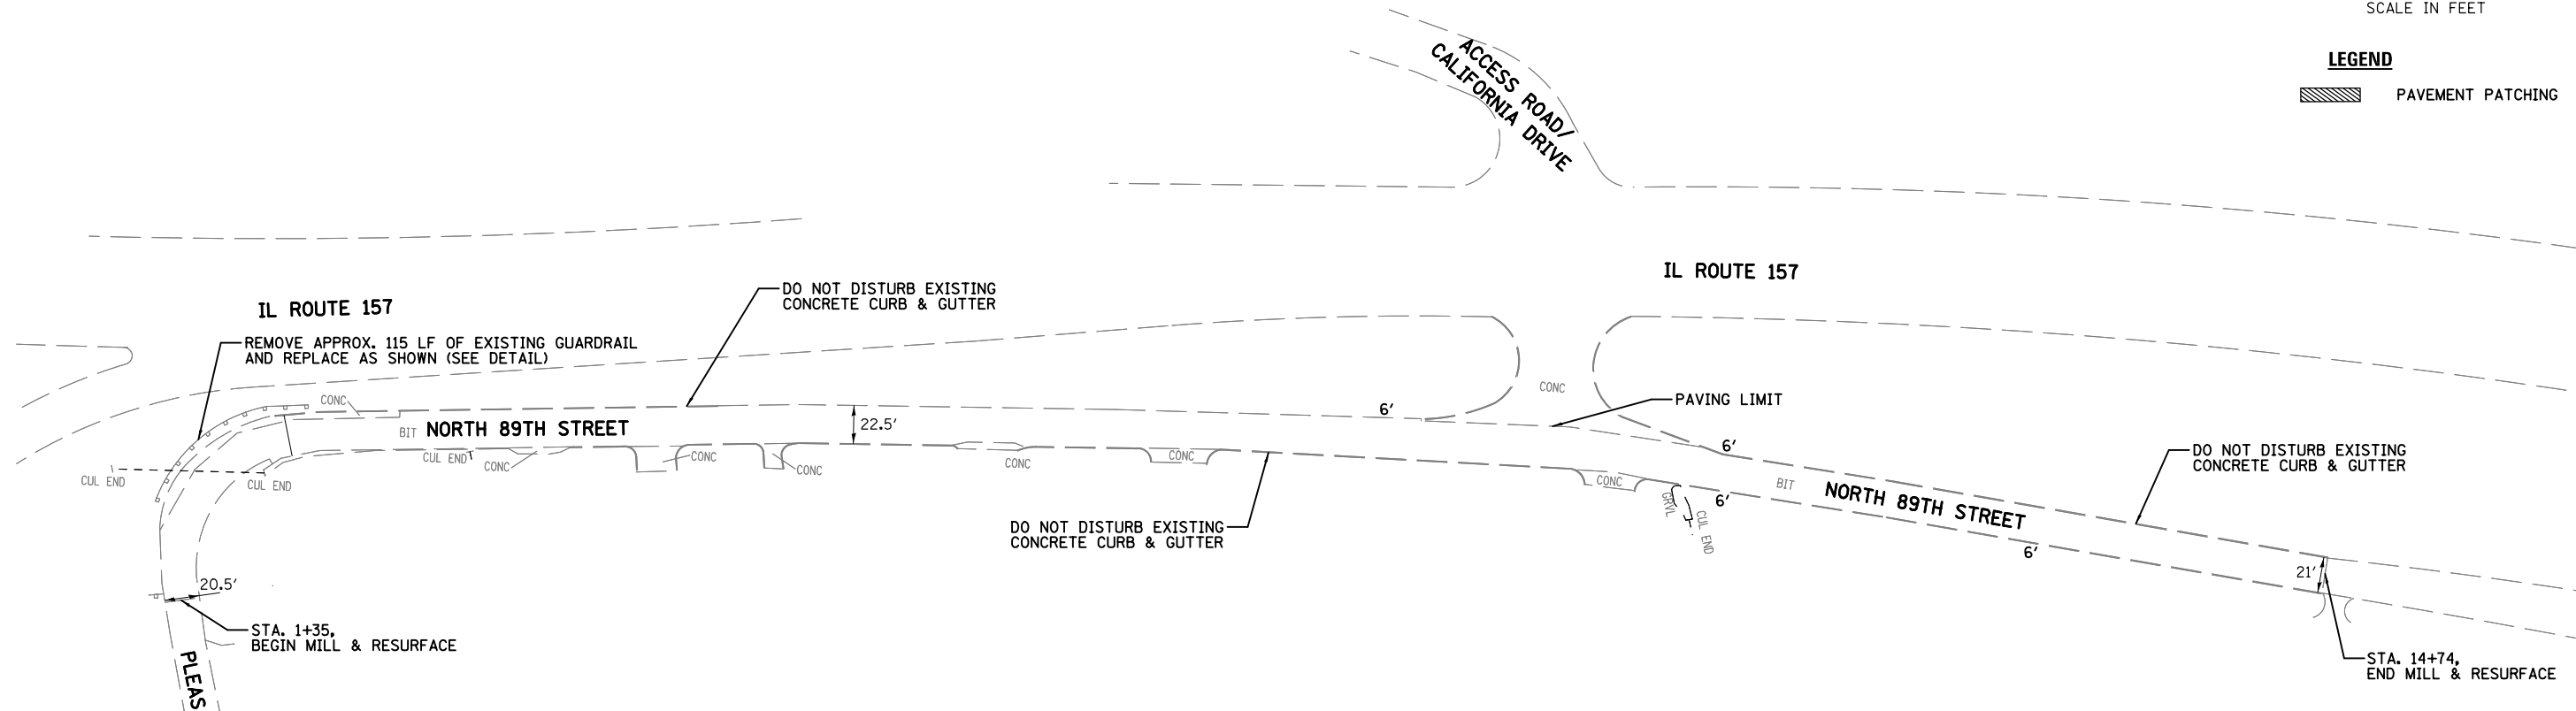 SCALE IN FEET
LEGEND
PAVEMENT PATCHING
ACCESS ROAD/
CALIFORNIA DRIVE
IL ROUTE 157
IL ROUTE 157
DO NOT DISTURB EXISTING
CONCRETE CURB & GUTTER
REMOVE APPROX. 115 LF OF EXISTING GUARDRAIL
AND REPLACE AS SHOWN (SEE DETAIL)
CONC
CONC
PAVING LIMIT
6'
22.5'
BIT
NORTH 89TH STREET
6'
DO NOT DISTURB EXISTING
CONCRETE CURB & GUTTER
CUL END
CONC
CONC
CONC
CONC
CONC
CUL END
CUL END
CONC
BIT
NORTH 89TH STREET
6'
GRVL
CUL END
DO NOT DISTURB EXISTING
CONCRETE CURB & GUTTER
6'
21'
20.5'
STA. 1+35,
BEGIN MILL & RESURFACE
PLEAS
STA. 14+74,
END MILL & RESURFACE